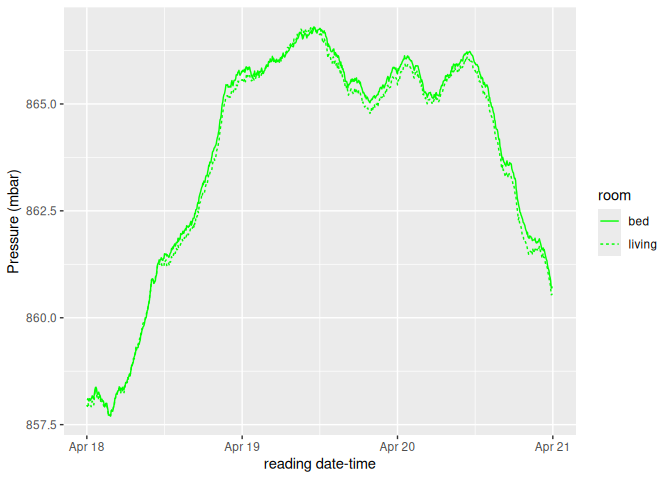 Pressure (mbar)
865.0
862.5
860.0
857.5
Apr 18
Apr 19
Apr 20
Apr 21
reading date-time
room
bed
living